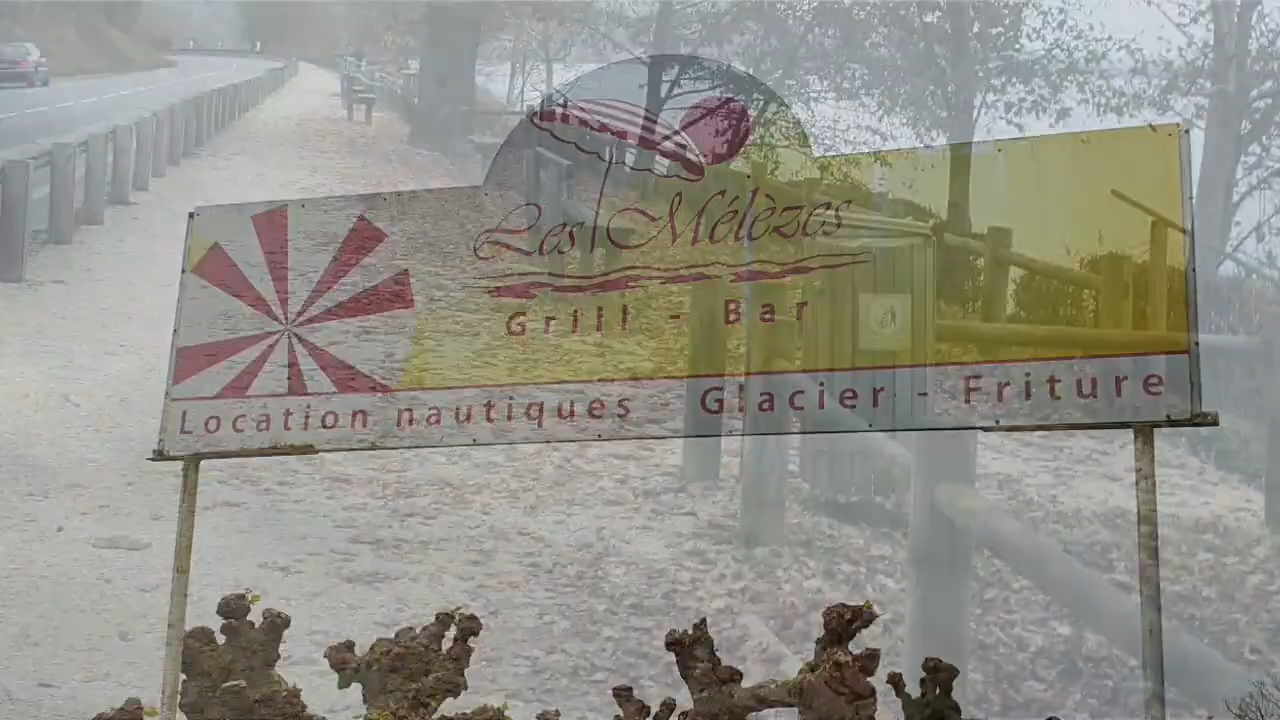 Les Mélèzes
Grill - Bar
Location nautiques - Glacier - Friture